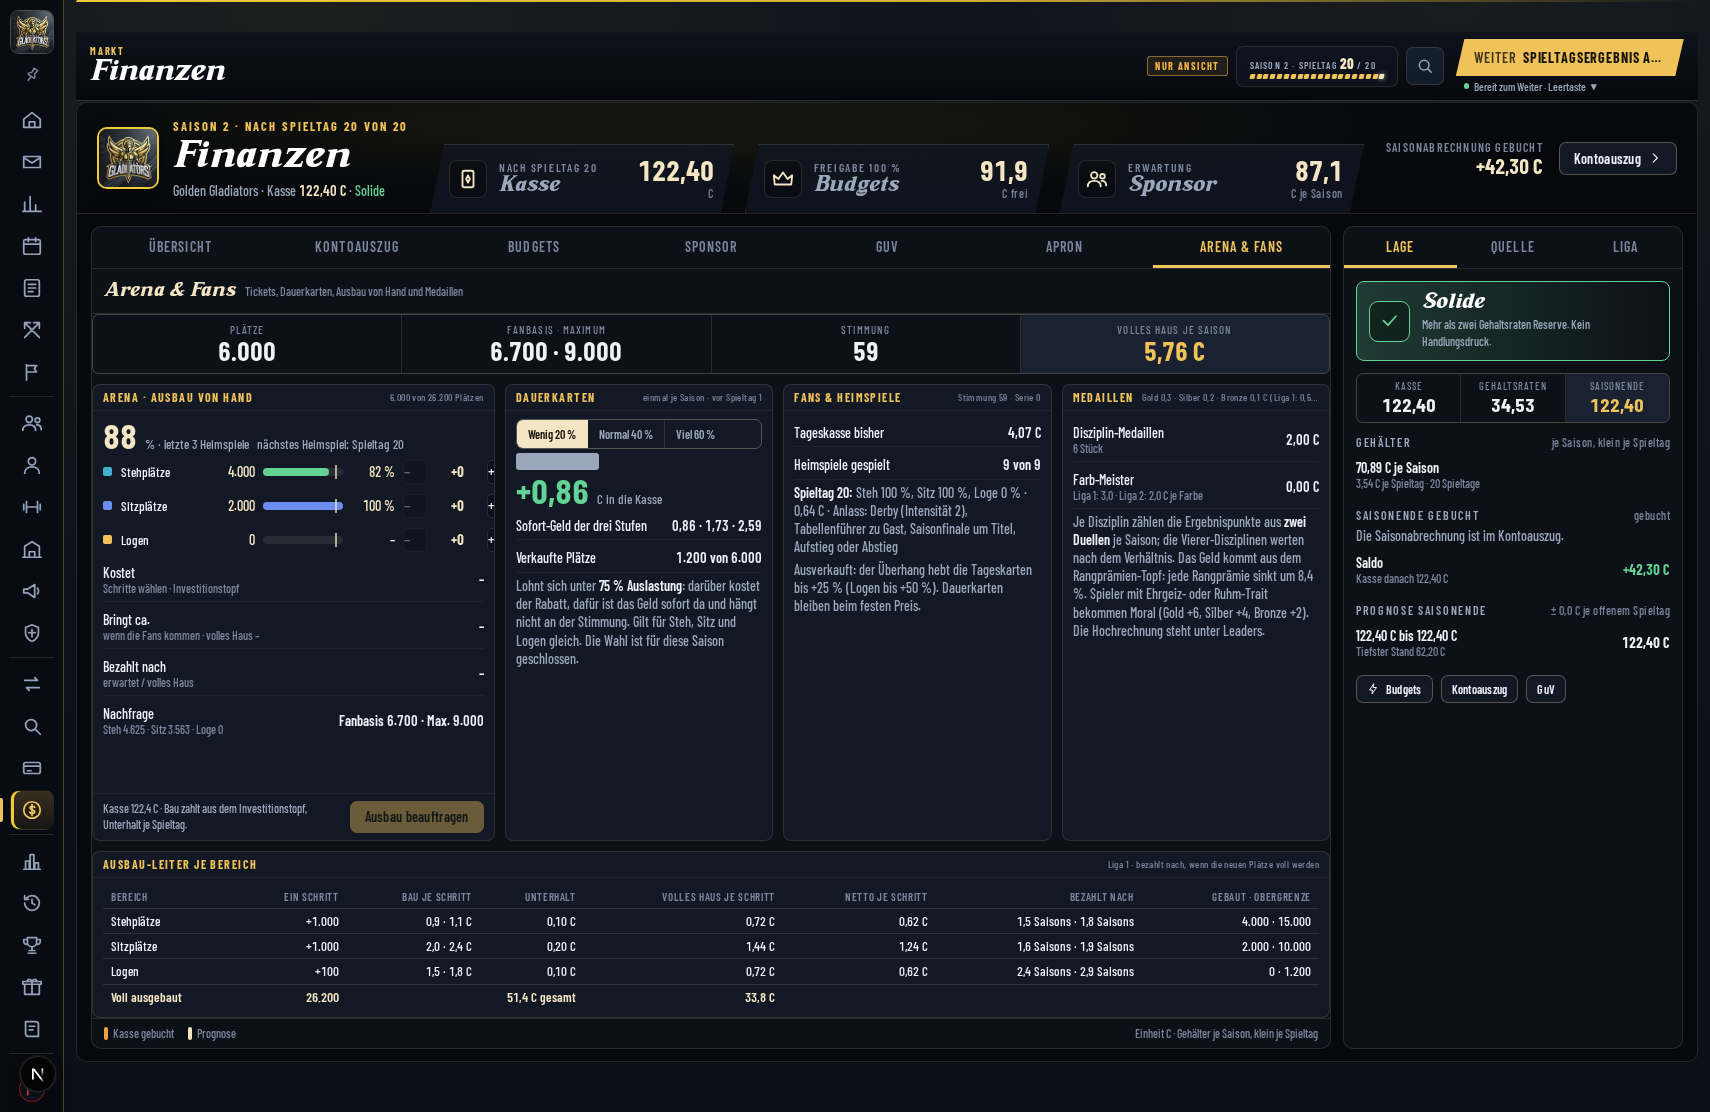 MARKT
Finanzen
NUR ANSICHT
SAISON 2 · SPIELTAG 20 / 20
WEITER SPIELTAGSERGEBNIS A...
Bereit zum Weiter · Leertaste ▼
SAISON 2 · NACH SPIELTAG 20 VON 20
Finanzen
Golden Gladiators · Kasse 122,40 C · Solide
NACH SPIELTAG 20
Kasse
122,40
C
FREIGABE 100 %
Budgets
91,9
C frei
ERWARTUNG
Sponsor
87,1
C je Saison
SAISONABRECHNUNG GEBUCHT
+42,30 C
Kontoauszug
ÜBERSICHT
KONTOAUSZUG
BUDGETS
SPONSOR
GUV
APRON
ARENA & FANS
Arena & Fans Tickets, Dauerkarten, Ausbau von Hand und Medaillen
PLÄTZE
6.000
FANBASIS · MAXIMUM
6.700 · 9.000
STIMMUNG
59
VOLLES HAUS JE SAISON
5,76 C
ARENA · AUSBAU VON HAND 6.000 von 26.200 Plätzen
88 % · letzte 3 Heimspiele nächstes Heimspiel: Spieltag 20
Stehplätze 4.000 82 % – +0 +
Sitzplätze 2.000 100 % – +0 +
Logen 0 – – +0 +
Kostet –
Schritte wählen · Investitionstopf
Bringt ca. –
wenn die Fans kommen · volles Haus –
Bezahlt nach –
erwartet / volles Haus
Nachfrage Fanbasis 6.700 · Max. 9.000
Steh 4.625 · Sitz 3.563 · Loge 0
Kasse 122,4 C · Bau zahlt aus dem Investitionstopf,
Unterhalt je Spieltag.
Ausbau beauftragen
DAUERKARTEN einmal je Saison · vor Spieltag 1
Wenig 20 % Normal 40 % Viel 60 %
+0,86 C in die Kasse
Sofort-Geld der drei Stufen 0,86 · 1,73 · 2,59
Verkaufte Plätze 1.200 von 6.000
Lohnt sich unter 75 % Auslastung: darüber kostet
der Rabatt, dafür ist das Geld sofort da und hängt
nicht an der Stimmung. Gilt für Steh, Sitz und
Logen gleich. Die Wahl ist für diese Saison
geschlossen.
FANS & HEIMSPIELE Stimmung 59 · Serie 0
Tageskasse bisher 4,07 C
Heimspiele gespielt 9 von 9
Spieltag 20: Steh 100 %, Sitz 100 %, Loge 0 % ·
0,64 C · Anlass: Derby (Intensität 2),
Tabellenführer zu Gast, Saisonfinale um Titel,
Aufstieg oder Abstieg
Ausverkauft: der Überhang hebt die Tageskarten
bis +25 % (Logen bis +50 %). Dauerkarten
bleiben beim festen Preis.
MEDAILLEN Gold 0,3 · Silber 0,2 · Bronze 0,1 C (Liga 1: 0,5...
Disziplin-Medaillen 2,00 C
6 Stück
Farb-Meister 0,00 C
Liga 1: 3,0 · Liga 2: 2,0 C je Farbe
Je Disziplin zählen die Ergebnispunkte aus zwei
Duellen je Saison; die Vierer-Disziplinen werten
nach dem Verhältnis. Das Geld kommt aus dem
Rangprämien-Topf: jede Rangprämie sinkt um 8,4
%. Spieler mit Ehrgeiz- oder Ruhm-Trait
bekommen Moral (Gold +6, Silber +4, Bronze +2).
Die Hochrechnung steht unter Leaders.
AUSBAU-LEITER JE BEREICH Liga 1 · bezahlt nach, wenn die neuen Plätze voll werden
BEREICH EIN SCHRITT BAU JE SCHRITT UNTERHALT VOLLES HAUS JE SCHRITT NETTO JE SCHRITT BEZAHLT NACH GEBAUT · OBERGRENZE
Stehplätze +1.000 0,9 · 1,1 C 0,10 C 0,72 C 0,62 C 1,5 Saisons · 1,8 Saisons 4.000 · 15.000
Sitzplätze +1.000 2,0 · 2,4 C 0,20 C 1,44 C 1,24 C 1,6 Saisons · 1,9 Saisons 2.000 · 10.000
Logen +100 1,5 · 1,8 C 0,10 C 0,72 C 0,62 C 2,4 Saisons · 2,9 Saisons 0 · 1.200
Voll ausgebaut 26.200 51,4 C gesamt 33,8 C
Kasse gebucht Prognose Einheit C · Gehälter je Saison, klein je Spieltag
LAGE
QUELLE
LIGA
Solide
Mehr als zwei Gehaltsraten Reserve. Kein
Handlungsdruck.
KASSE
122,40
GEHALTSRATEN
34,53
SAISONENDE
122,40
GEHÄLTER je Saison, klein je Spieltag
70,89 C je Saison
3,54 C je Spieltag · 20 Spieltage
SAISONENDE GEBUCHT gebucht
Die Saisonabrechnung ist im Kontoauszug.
Saldo +42,30 C
Kasse danach 122,40 C
PROGNOSE SAISONENDE ± 0,0 C je offenem Spieltag
122,40 C bis 122,40 C 122,40 C
Tiefster Stand 62,20 C
Budgets Kontoauszug GuV
GLADIATORS
GLADIATORS
N